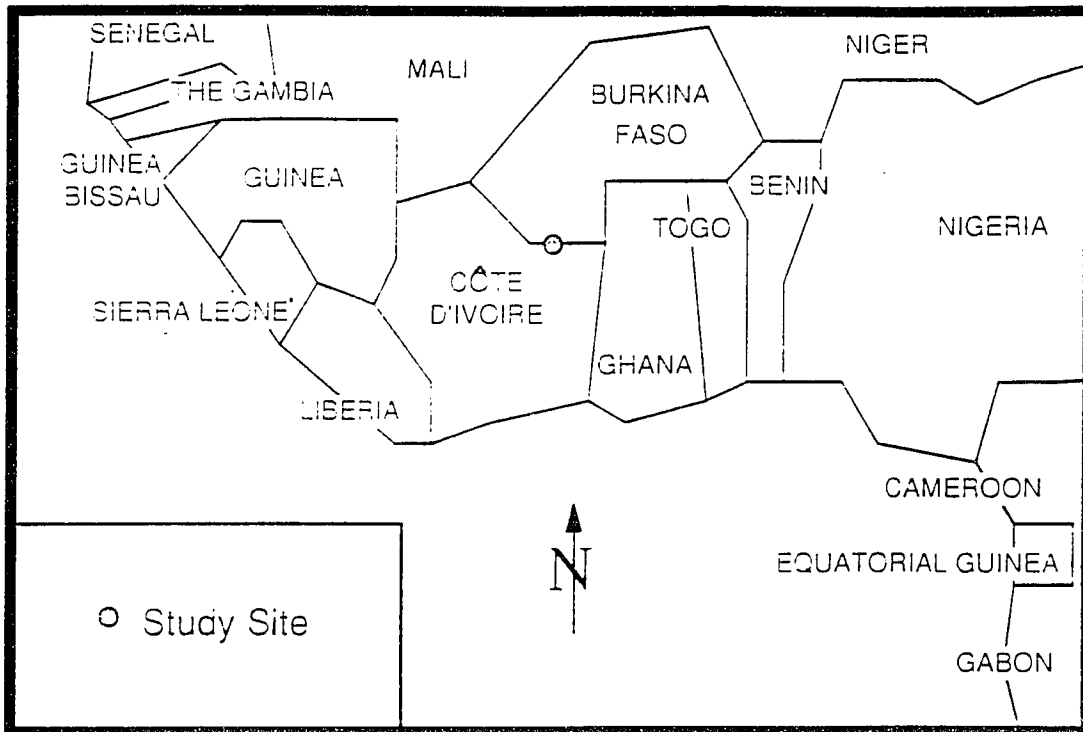 SENEGAL
MALI
NIGER
THE GAMBIA
BURKINA
FASO
GUINEA
BISSAU
GUINEA
BENIN
TOGO
NIGERIA
CÔTE
D'IVOIRE
SIERRA LEONE
GHANA
LIBERIA
CAMEROON
N
EQUATORIAL GUINEA
Study Site
GABON